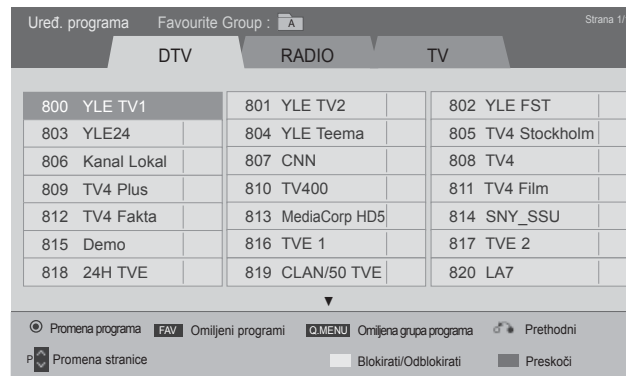 Uređ. programa Favourite Group : A Strana 1/
DTV RADIO TV
800 YLE TV1 801 YLE TV2 802 YLE FST
803 YLE24 804 YLE Teema 805 TV4 Stockholm
806 Kanal Lokal 807 CNN 808 TV4
809 TV4 Plus 810 TV400 811 TV4 Film
812 TV4 Fakta 813 MediaCorp HD5 814 SNY_SSU
815 Demo 816 TVE 1 817 TVE 2
818 24H TVE 819 CLAN/50 TVE 820 LA7
Promena programa FAV Omiljeni programi Q.MENU Omiljena grupa programa Prethodni
P Promena stranice Blokirati/Odblokirati Preskoči